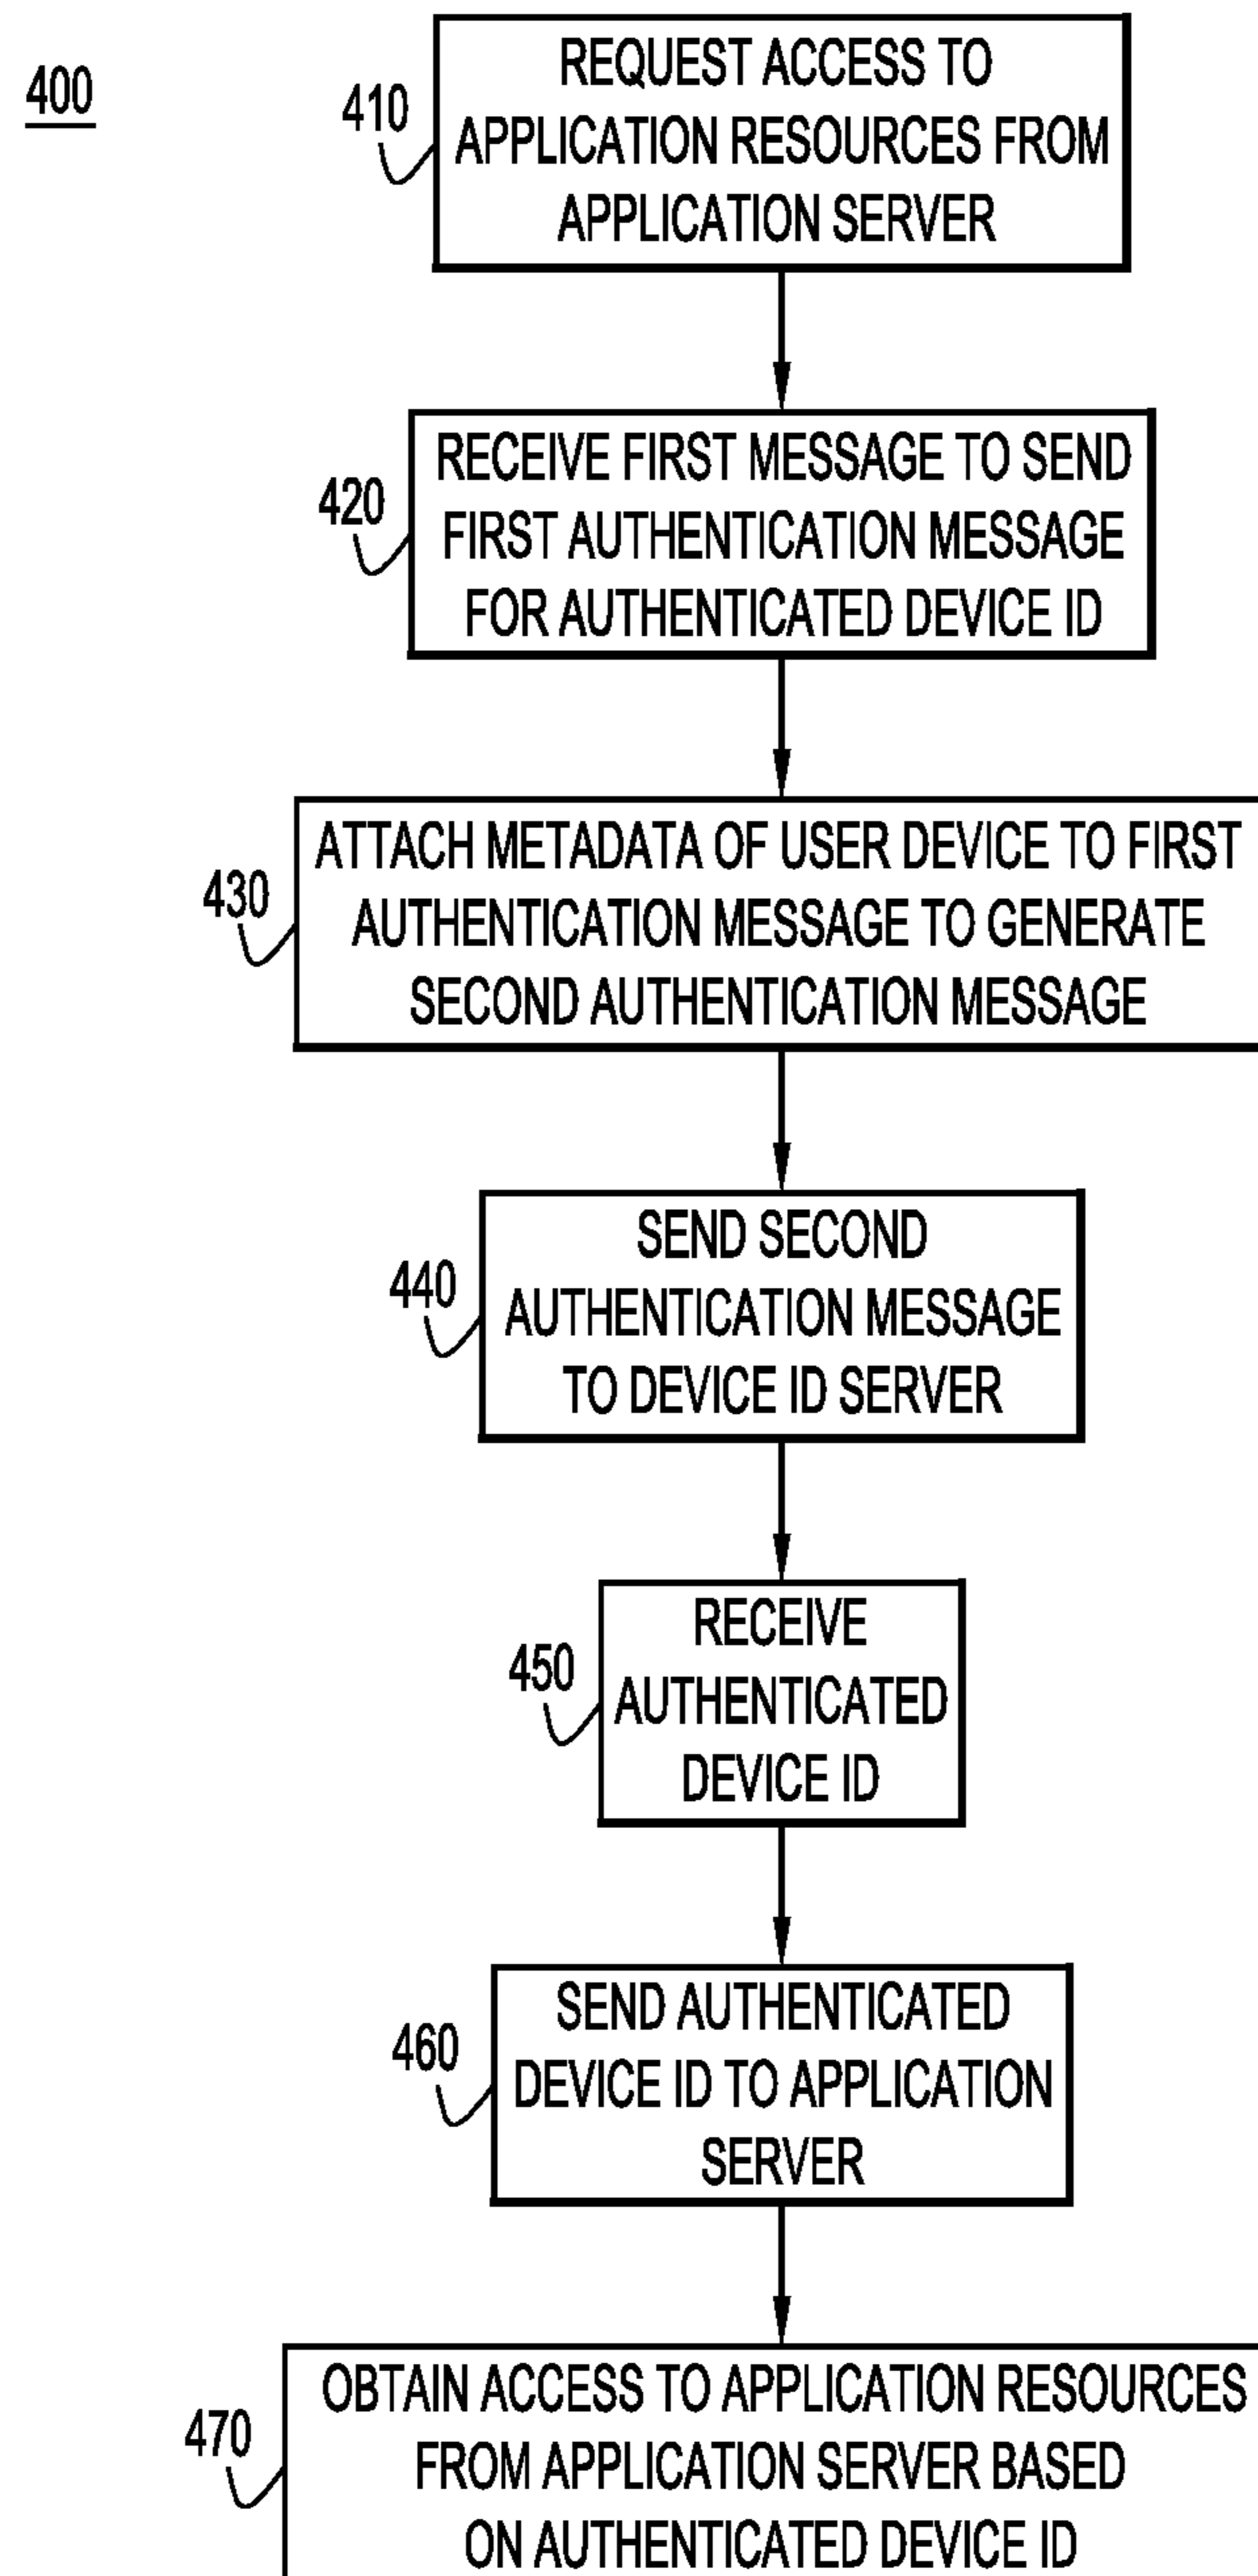 400
410
REQUEST ACCESS TO
APPLICATION RESOURCES FROM
APPLICATION SERVER
420
RECEIVE FIRST MESSAGE TO SEND
FIRST AUTHENTICATION MESSAGE
FOR AUTHENTICATED DEVICE ID
430
ATTACH METADATA OF USER DEVICE TO FIRST
AUTHENTICATION MESSAGE TO GENERATE
SECOND AUTHENTICATION MESSAGE
440
SEND SECOND
AUTHENTICATION MESSAGE
TO DEVICE ID SERVER
450
RECEIVE
AUTHENTICATED
DEVICE ID
460
SEND AUTHENTICATED
DEVICE ID TO APPLICATION
SERVER
470
OBTAIN ACCESS TO APPLICATION RESOURCES
FROM APPLICATION SERVER BASED
ON AUTHENTICATED DEVICE ID